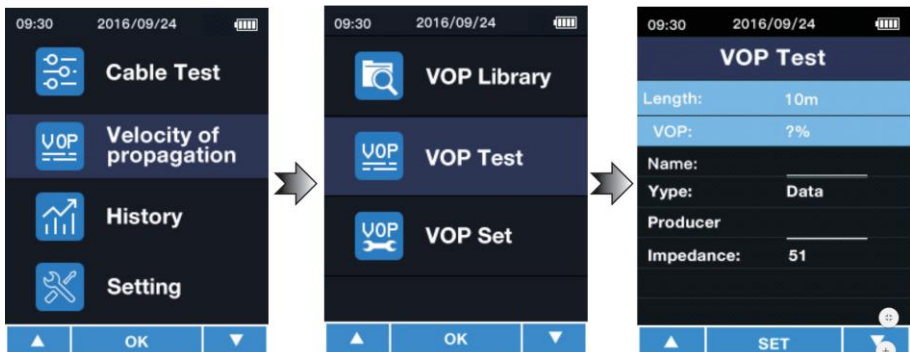 09:30 2016/09/24
Cable Test
VOP
Velocity of
propagation
History
Setting
▲ OK ▼
09:30 2016/09/24
VOP Library
VOP
VOP Test
VOP
VOP Set
▲ OK ▼
09:30 2016/09/24
VOP Test
Length: 10m
VOP: ?%
Name:
Yype: Data
Producer
Impedance: 51
▲ SET ▼